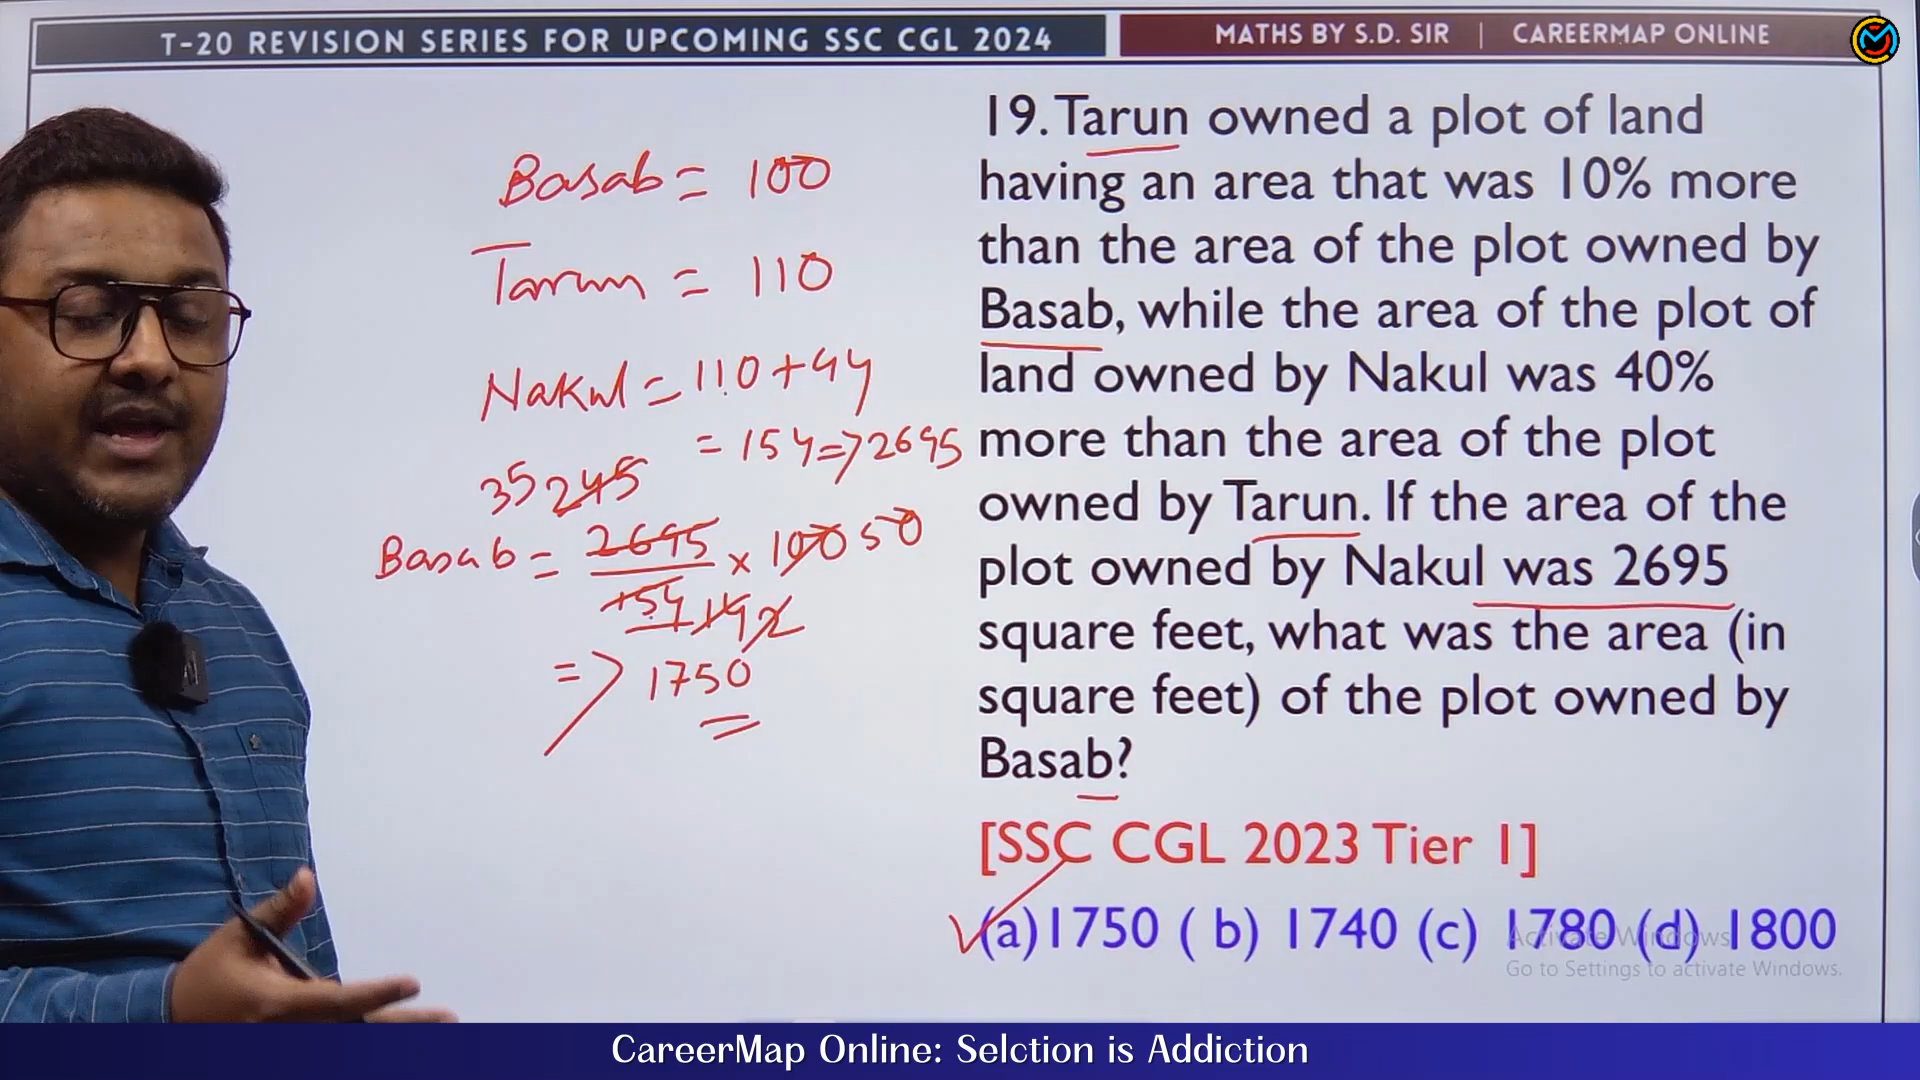 T-20 REVISION SERIES FOR UPCOMING SSC CGL 2024
MATHS BY S.D. SIR | CAREERMAP ONLINE
Basab = 100
Tarun = 110
Nakul = 110+44
= 154 => 2695
35 245
Basab = 2695 × 100 50
154 14 2
=> 1750
19. Tarun owned a plot of land
having an area that was 10% more
than the area of the plot owned by
Basab, while the area of the plot of
land owned by Nakul was 40%
more than the area of the plot
owned by Tarun. If the area of the
plot owned by Nakul was 2695
square feet, what was the area (in
square feet) of the plot owned by
Basab?
[SSC CGL 2023 Tier 1]
(a) 1750 ( b) 1740 (c) 1780 (d) 1800
Activate Windows
Go to Settings to activate Windows.
CareerMap Online: Selction is Addiction